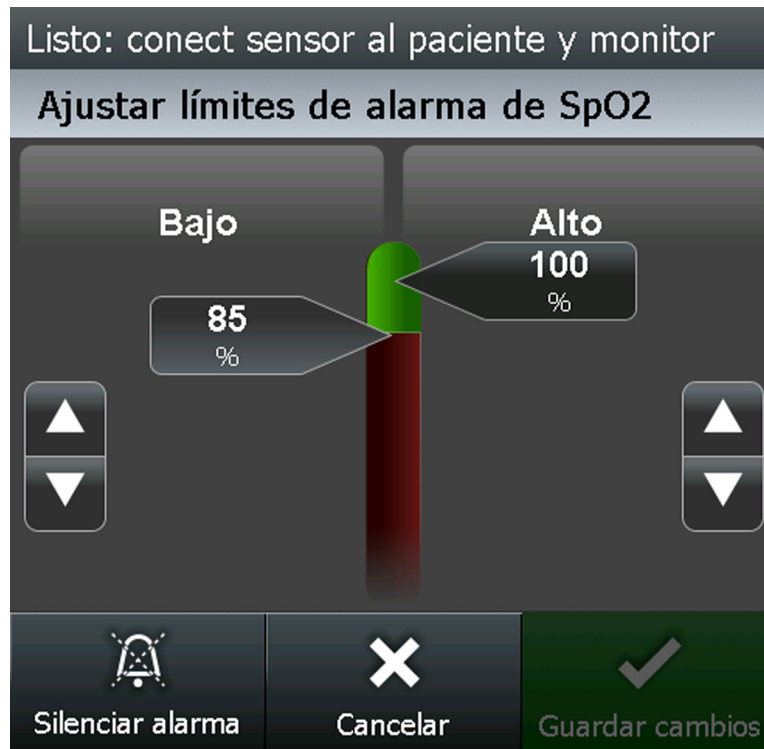 Listo: conect sensor al paciente y monitor
Ajustar límites de alarma de SpO2
Bajo
Alto
100
%
85
%
Silenciar alarma
Cancelar
Guardar cambios